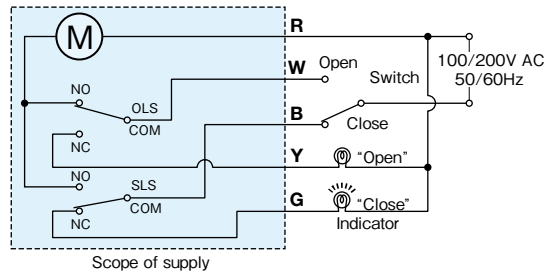 M
R
100/200V AC
50/60Hz
W
Open
Switch
NO
OLS
COM
B
Close
NC
Y
"Open"
NO
SLS
COM
G
"Close"
NC
Indicator
Scope of supply